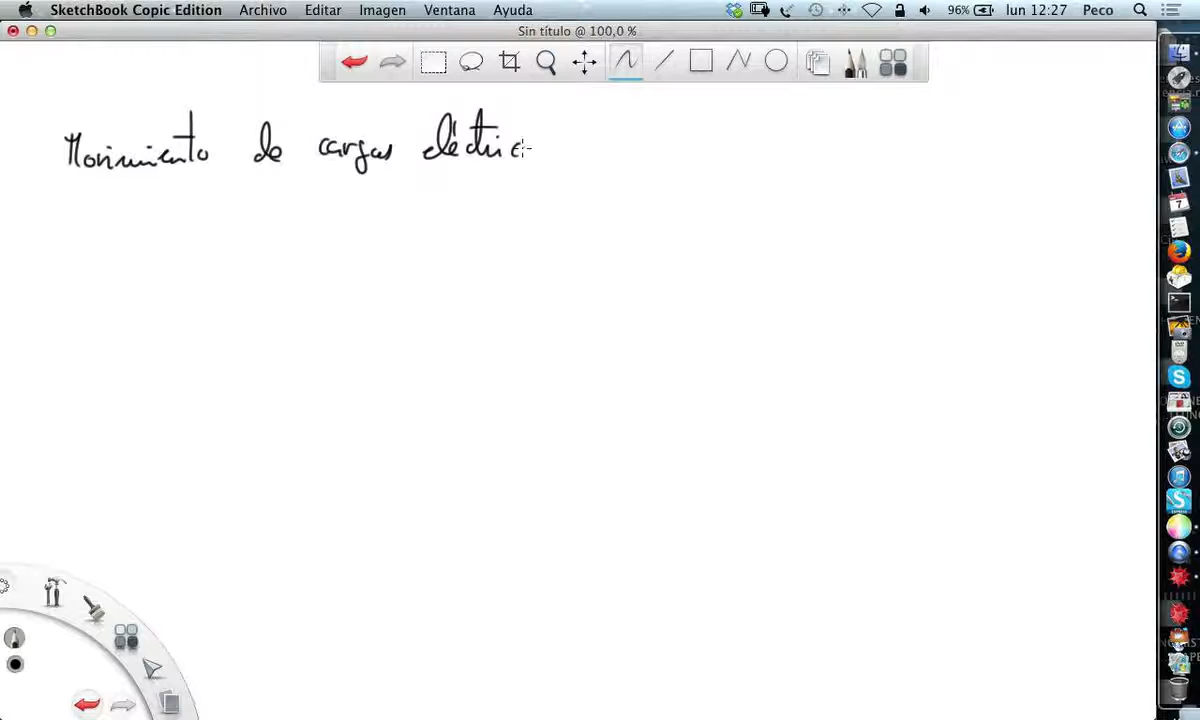 SketchBook Copic Edition Archivo Editar Imagen Ventana Ayuda 96% lun 12:27 Peco
Sin título @ 100,0 %
Movimiento de cargas eléctric